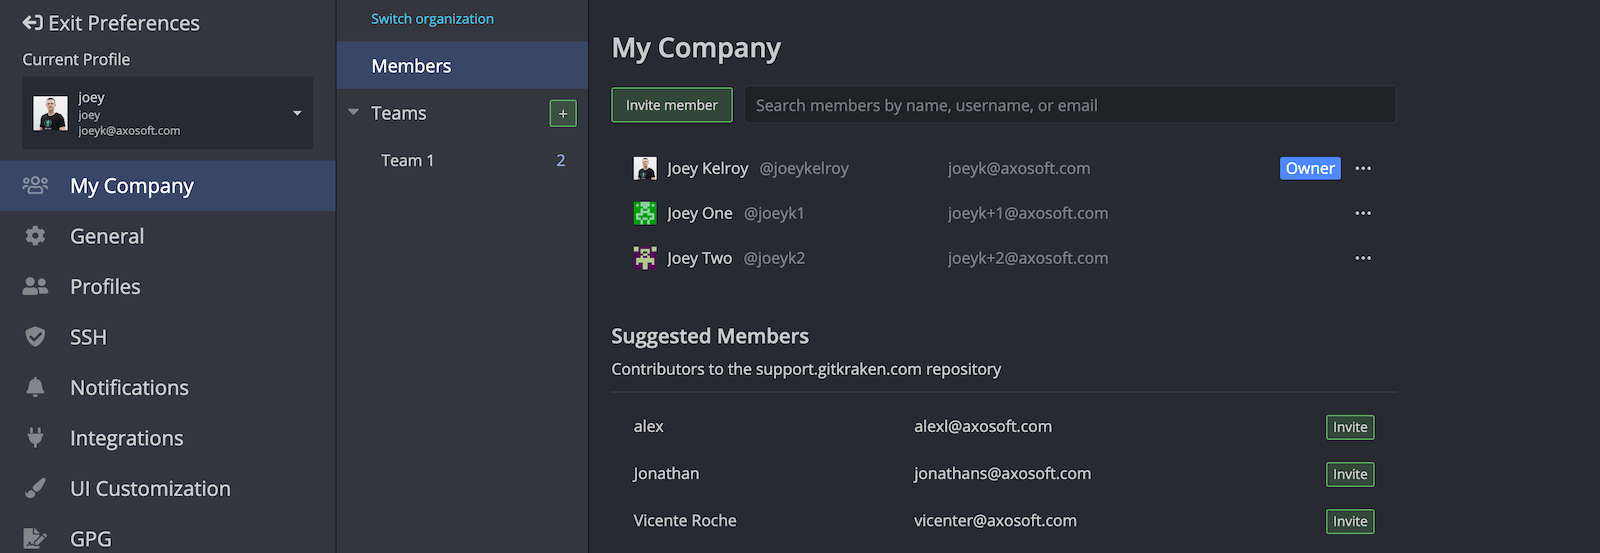 Exit Preferences
Current Profile
joey
joey
joeyk@axosoft.com
My Company
General
Profiles
SSH
Notifications
Integrations
UI Customization
GPG
Switch organization
Members
Teams
+
Team 1 2
My Company
Invite member Search members by name, username, or email
Joey Kelroy @joeykelroy joeyk@axosoft.com Owner
Joey One @joeyk1 joeyk+1@axosoft.com
Joey Two @joeyk2 joeyk+2@axosoft.com
Suggested Members
Contributors to the support.gitkraken.com repository
alex alexl@axosoft.com Invite
Jonathan jonathans@axosoft.com Invite
Vicente Roche vicenter@axosoft.com Invite